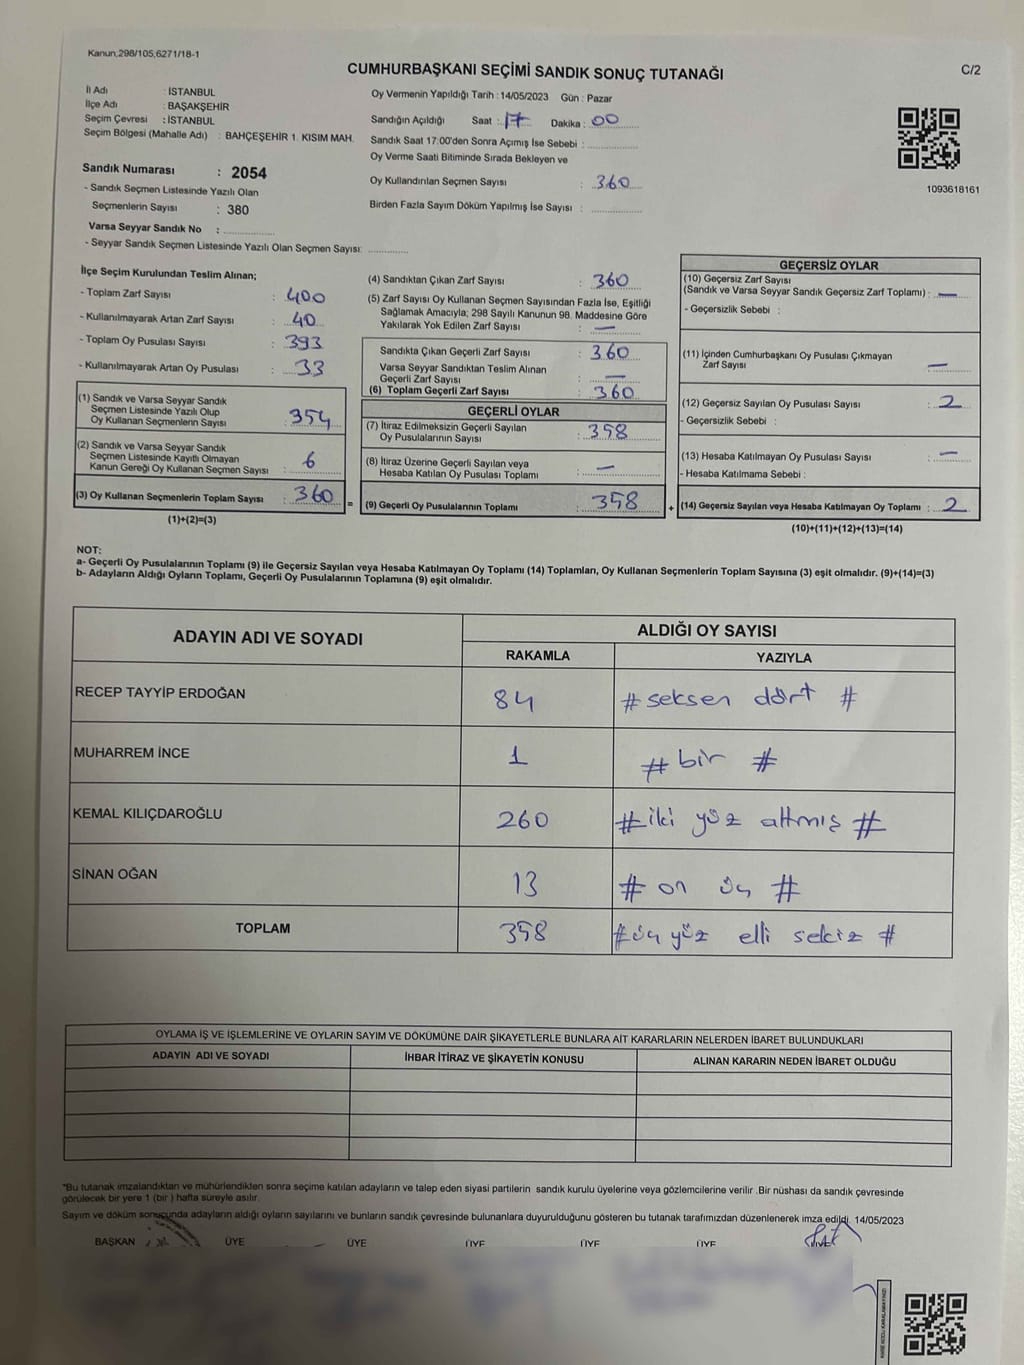 Kanun;298/105,6271/18-1
CUMHURBAŞKANI SEÇİMİ SANDIK SONUÇ TUTANAĞI
C/2
İl Adı : İSTANBUL
İlçe Adı : BAŞAKŞEHİR
Seçim Çevresi : İSTANBUL
Seçim Bölgesi (Mahalle Adı) : BAHÇEŞEHİR 1. KISIM MAH.
Sandık Numarası : 2054
- Sandık Seçmen Listesinde Yazılı Olan
Seçmenlerin Sayısı : 380
Varsa Seyyar Sandık No :
- Seyyar Sandık Seçmen Listesinde Yazılı Olan Seçmen Sayısı:
Oy Vermenin Yapıldığı Tarih : 14/05/2023 Gün : Pazar
Sandığın Açıldığı Saat : 17 Dakika : 00
Sandık Saat 17:00'den Sonra Açımış İse Sebebi :
Oy Verme Saati Bitiminde Sırada Bekleyen ve
Oy Kullandırılan Seçmen Sayısı : 360
Birden Fazla Sayım Döküm Yapılmış İse Sayısı :
1093618161
İlçe Seçim Kurulundan Teslim Alınan;
- Toplam Zarf Sayısı : 400
- Kullanılmayarak Artan Zarf Sayısı : 40
- Toplam Oy Pusulası Sayısı : 393
- Kullanılmayarak Artan Oy Pusulası : 33
(1) Sandık ve Varsa Seyyar Sandık
Seçmen Listesinde Yazılı Olup
Oy Kullanan Seçmenlerin Sayısı : 354
(2) Sandık ve Varsa Seyyar Sandık
Seçmen Listesinde Kayıtlı Olmayan
Kanun Gereği Oy Kullanan Seçmen Sayısı : 6
(3) Oy Kullanan Seçmenlerin Toplam Sayısı : 360 =
(1)+(2)=(3)
(4) Sandıktan Çıkan Zarf Sayısı : 360
(5) Zarf Sayısı Oy Kullanan Seçmen Sayısından Fazla İse, Eşitliği
Sağlamak Amacıyla; 298 Sayılı Kanunun 98. Maddesine Göre
Yakılarak Yok Edilen Zarf Sayısı : —
Sandıkta Çıkan Geçerli Zarf Sayısı : 360
Varsa Seyyar Sandıktan Teslim Alınan
Geçerli Zarf Sayısı : —
(6) Toplam Geçerli Zarf Sayısı : 360
GEÇERLİ OYLAR
(7) İtiraz Edilmeksizin Geçerli Sayılan
Oy Pusulalarının Sayısı : 358
(8) İtiraz Üzerine Geçerli Sayılan veya
Hesaba Katılan Oy Pusulası Toplamı : —
(9) Geçerli Oy Pusulalarının Toplamı : 358 +
GEÇERSİZ OYLAR
(10) Geçersiz Zarf Sayısı
(Sandık ve Varsa Seyyar Sandık Geçersiz Zarf Toplamı) : —
- Geçersizlik Sebebi :
(11) İçinden Cumhurbaşkanı Oy Pusulası Çıkmayan
Zarf Sayısı : —
(12) Geçersiz Sayılan Oy Pusulası Sayısı : 2
- Geçersizlik Sebebi :
(13) Hesaba Katılmayan Oy Pusulası Sayısı : —
- Hesaba Katılmama Sebebi :
(14) Geçersiz Sayılan veya Hesaba Katılmayan Oy Toplamı : 2
(10)+(11)+(12)+(13)=(14)
NOT:
a- Geçerli Oy Pusulalarının Toplamı (9) ile Geçersiz Sayılan veya Hesaba Katılmayan Oy Toplamı (14) Toplamları, Oy Kullanan Seçmenlerin Toplam Sayısına (3) eşit olmalıdır. (9)+(14)=(3)
b- Adayların Aldığı Oyların Toplamı, Geçerli Oy Pusulalarının Toplamına (9) eşit olmalıdır.
ADAYIN ADI VE SOYADI
ALDIĞI OY SAYISI
RAKAMLA YAZIYLA
RECEP TAYYİP ERDOĞAN 84 # seksen dört #
MUHARREM İNCE 1 # bir #
KEMAL KILIÇDAROĞLU 260 # iki yüz altmış #
SİNAN OĞAN 13 # on üç #
TOPLAM 358 # üç yüz elli sekiz #
OYLAMA İŞ VE İŞLEMLERİNE VE OYLARIN SAYIM VE DÖKÜMÜNE DAİR ŞİKAYETLERLE BUNLARA AİT KARARLARIN NELERDEN İBARET BULUNDUKLARI
ADAYIN ADI VE SOYADI İHBAR İTİRAZ VE ŞİKAYETİN KONUSU ALINAN KARARIN NEDEN İBARET OLDUĞU
"Bu tutanak imzalandıktan ve mühürlendikten sonra seçime katılan adayların ve talep eden siyasi partilerin sandık kurulu üyelerine veya gözlemcilerine verilir .Bir nüshası da sandık çevresinde
görülecek bir yere 1 (bir ) hafta süreyle asılır.
Sayım ve döküm sonucunda adayların aldığı oyların sayılarını ve bunların sandık çevresinde bulunanlara duyurulduğunu gösteren bu tutanak tarafımızdan düzenlenerek imza edildi. 14/05/2023
BAŞKAN ÜYE ÜYE ÜYE ÜYE ÜYE